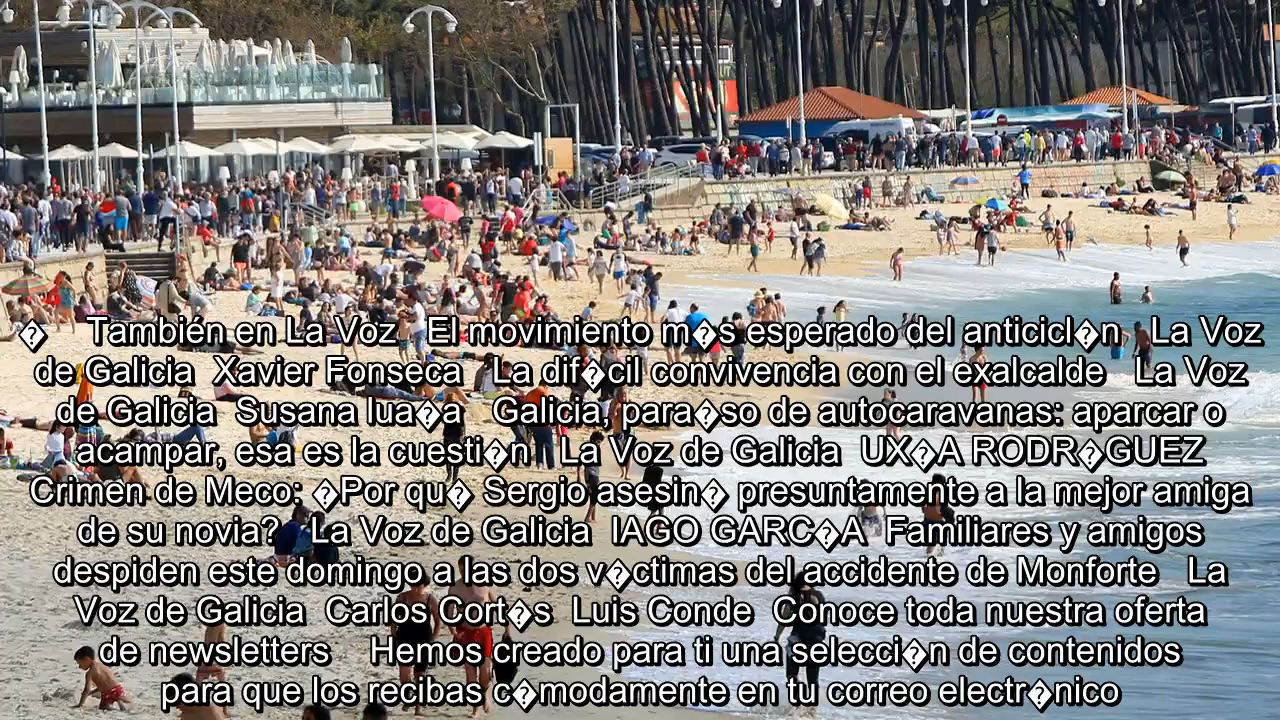 � También en La Voz El movimiento m�s esperado del anticicl�n La Voz
de Galicia Xavier Fonseca La dif�cil convivencia con el exalcalde La Voz
de Galicia Susana lua�a Galicia, para�so de autocaravanas: aparcar o
acampar, esa es la cuesti�n La Voz de Galicia UX�A RODR�GUEZ
Crimen de Meco: �Por qu� Sergio asesin� presuntamente a la mejor amiga
de su novia? La Voz de Galicia IAGO GARC�A Familiares y amigos
despiden este domingo a las dos v�ctimas del accidente de Monforte La
Voz de Galicia Carlos Cort�s Luis Conde Conoce toda nuestra oferta
de newsletters Hemos creado para ti una selecci�n de contenidos
para que los recibas c�modamente en tu correo electr�nico